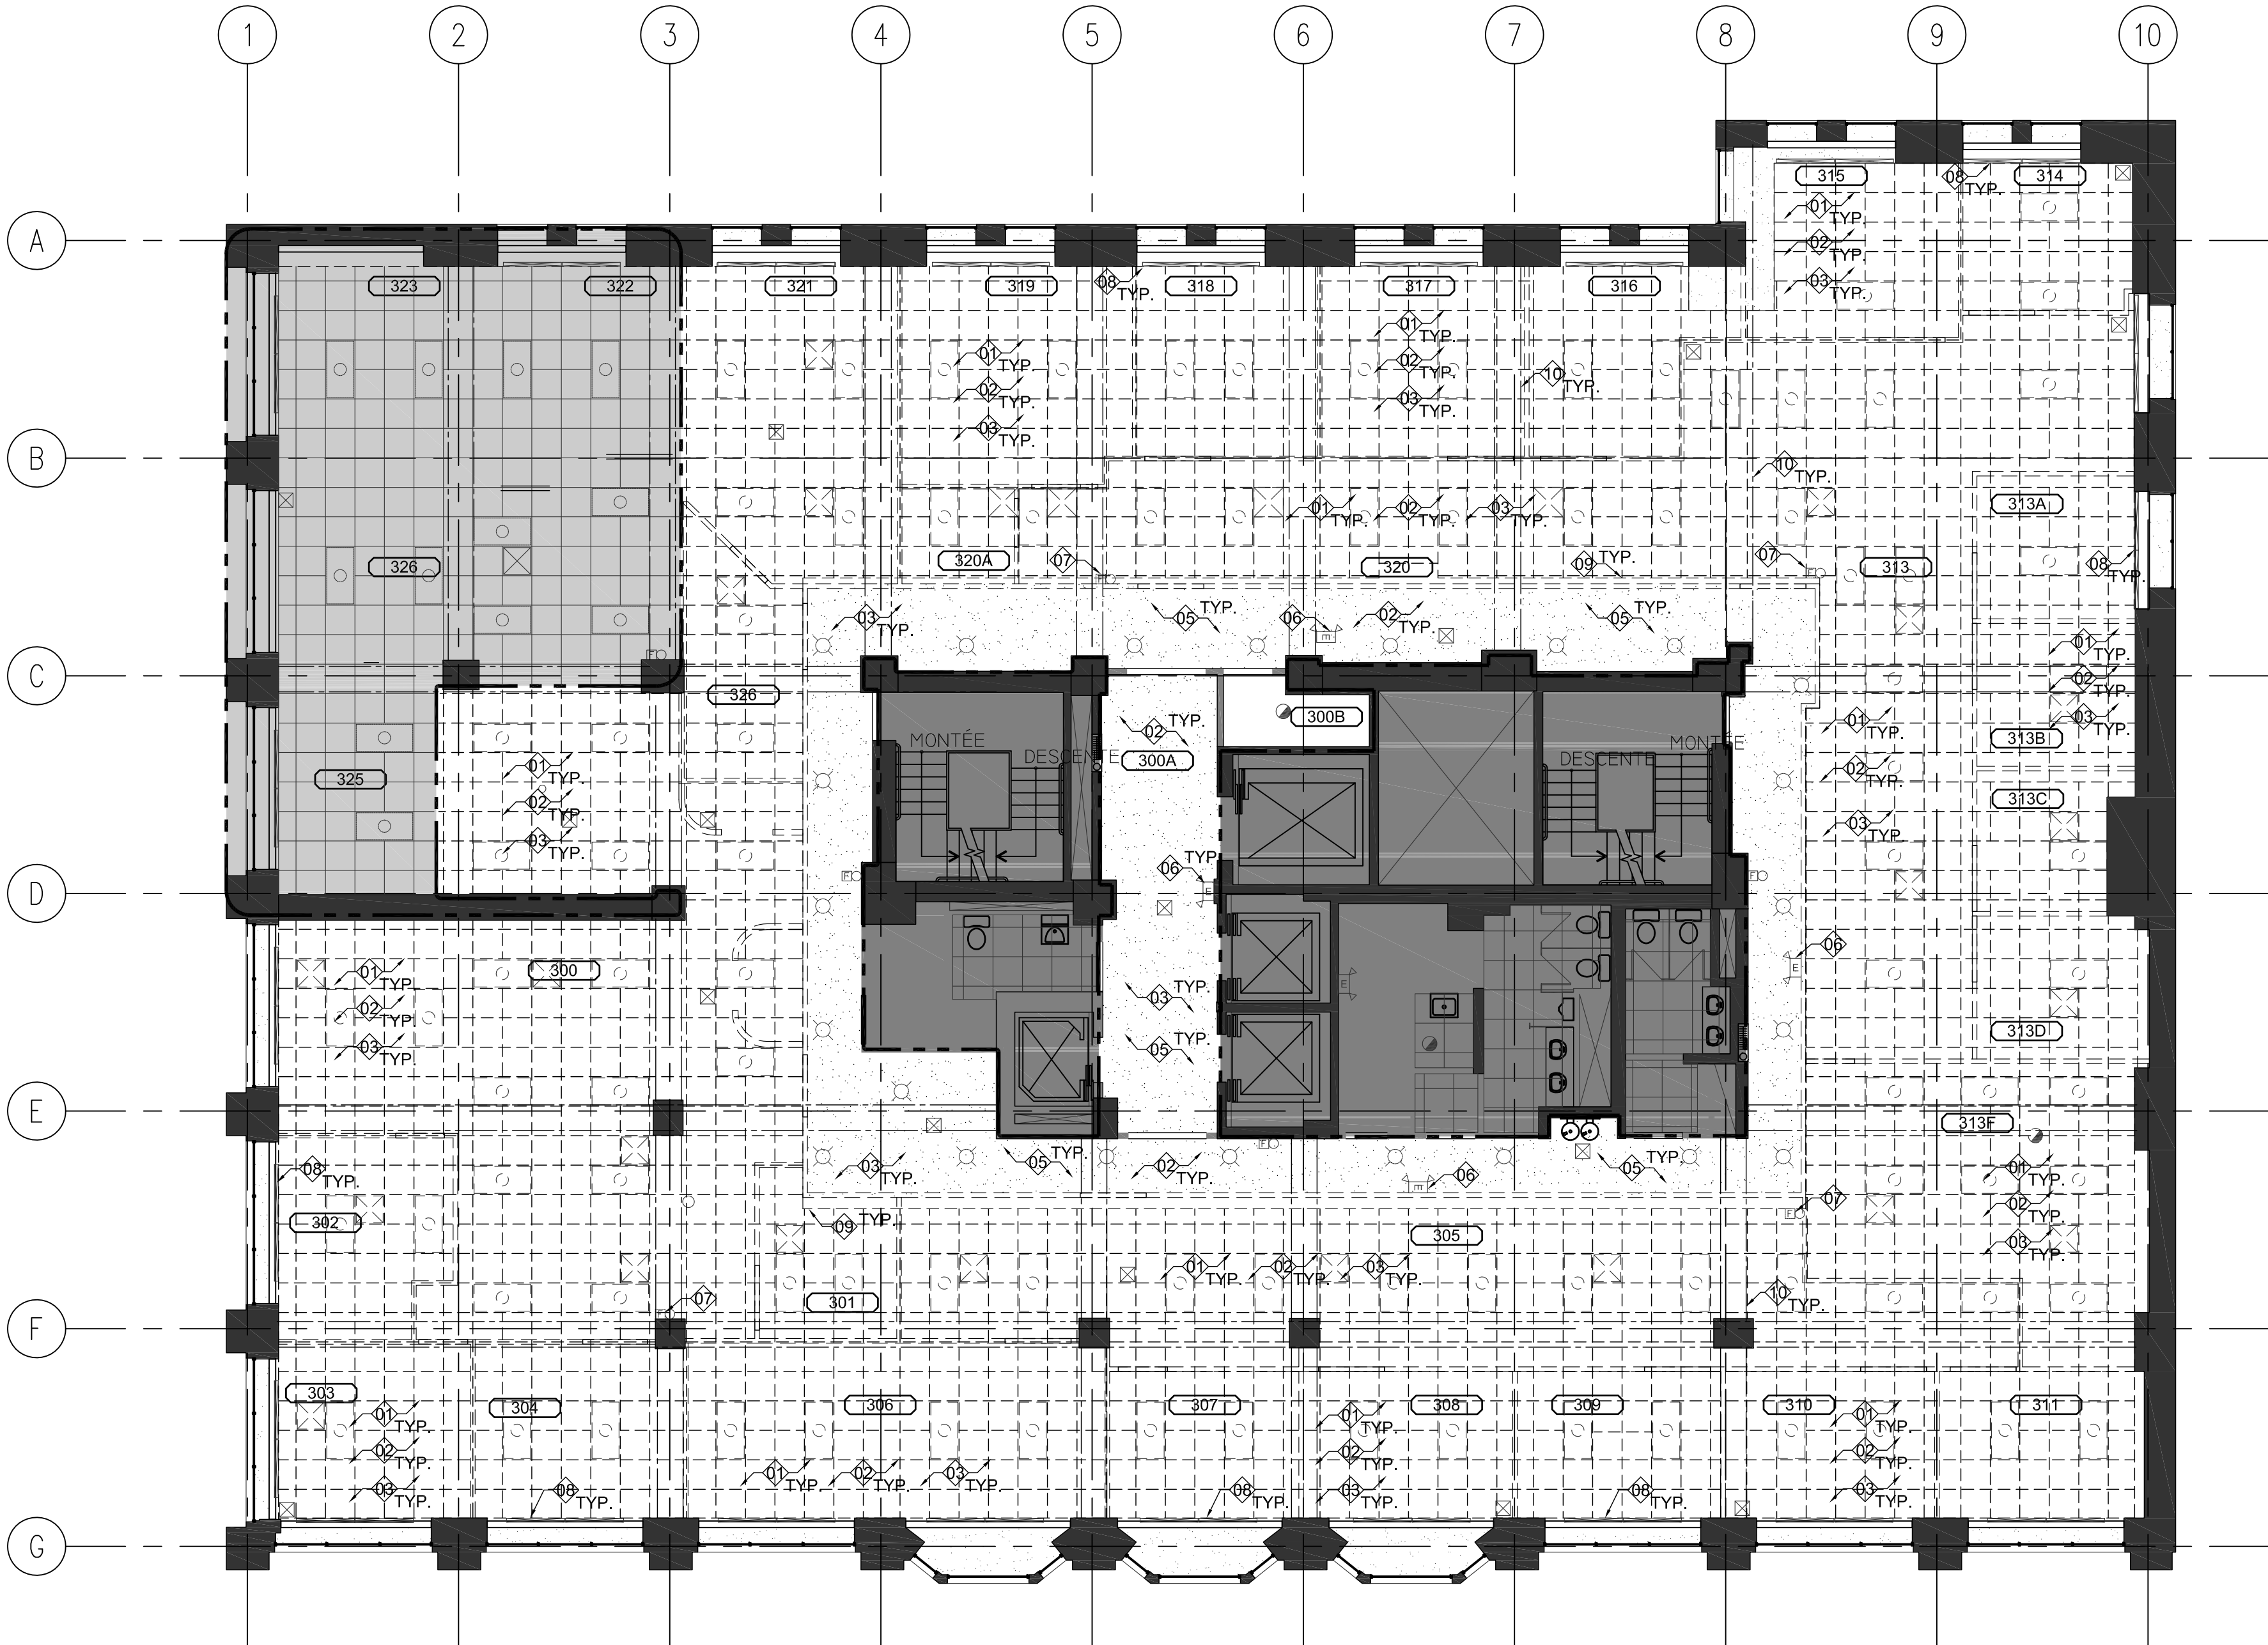 1 2 3 4 5 6 7 8 9 10
315 08 TYP. 314
01 TYP.
02 TYP.
03 TYP.
A
323 322 321 319 08 TYP. 318 317 316
01 TYP.
01 TYP.
02 TYP.
02 TYP.
10 TYP.
03 TYP.
03 TYP.
B
10 TYP.
313A
01 TYP. 02 TYP. 03 TYP.
326 320A 07 320 09 TYP. 07 313 08 TYP.
03 TYP. 05 TYP. 06 02 TYP. 05 TYP.
E
01 TYP.
C
02 TYP.
326
300B
03 TYP.
01 TYP.
MONTÉE 02 TYP. MONTÉE
313B
DESCENTE 300A DESCENTE
01 TYP.
02 TYP.
325
02 TYP.
313C
03 TYP.
03 TYP.
06 TYP.
E
D
06
E
E
01 TYP. 300
02 TYP. 03 TYP.
313D
03 TYP. 05 TYP.
E
313F
08 TYP. 03 TYP. 05 TYP. 02 TYP. 06 05 TYP. 01 TYP.
E
302 09 TYP. 07 02 TYP.
305
03 TYP.
01 TYP. 02 TYP. 03 TYP.
301 07 10 TYP.
F
303 304 306 307 308 309 310 311
01 TYP. 01 TYP. 01 TYP.
02 TYP. 02 TYP. 02 TYP.
01 TYP. 02 TYP. 03 TYP.
03 TYP. 08 TYP. 08 TYP. 03 TYP. 08 TYP. 03 TYP.
G